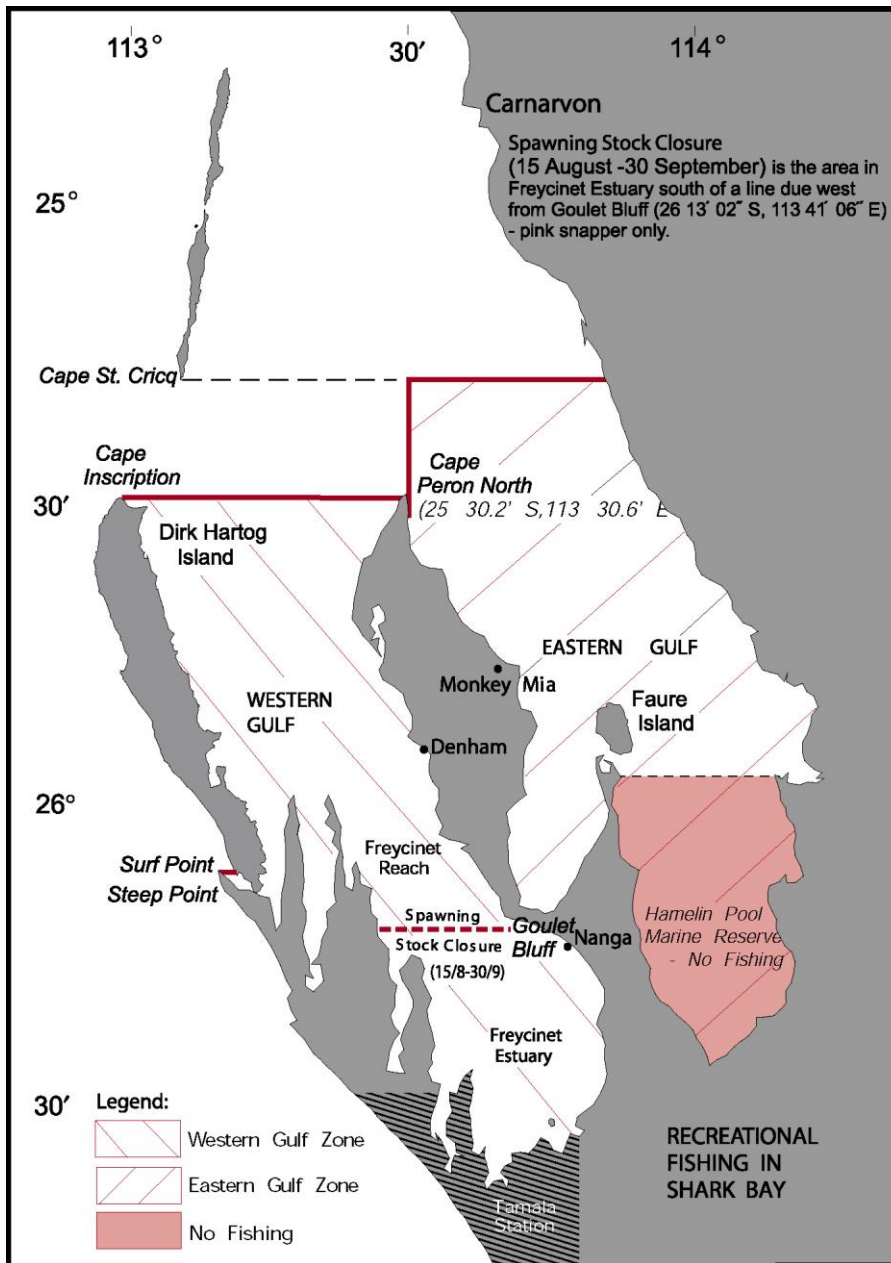 113°
30′
114°
Carnarvon
Spawning Stock Closure
(15 August -30 September) is the area in
Freycinet Estuary south of a line due west
from Goulet Bluff (26 13′ 02″ S, 113 41′ 06″ E)
- pink snapper only.
25°
Cape St. Cricq
Cape
Inscription
Cape
Peron North
(25 30.2' S,113 30.6' E
30′
Dirk Hartog
Island
EASTERN GULF
Monkey Mia
WESTERN
GULF
Faure
Island
Denham
26°
Freycinet
Reach
Surf Point
Steep Point
Spawning
Stock Closure
(15/8-30/9)
Goulet
Bluff
Nanga
Hamelin Pool
Marine Reserve
- No Fishing
Freycinet
Estuary
30′
Legend:
Western Gulf Zone
Eastern Gulf Zone
No Fishing
Tamala
Station
RECREATIONAL
FISHING IN
SHARK BAY